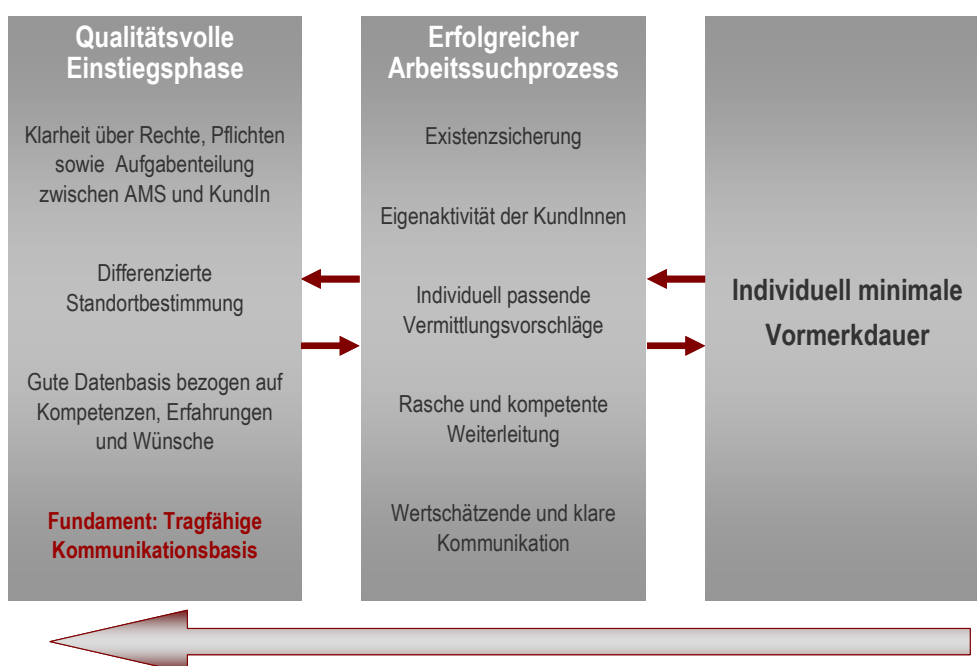 Qualitätsvolle
Einstiegsphase
Klarheit über Rechte, Pflichten
sowie Aufgabenteilung
zwischen AMS und KundIn
Differenzierte
Standortbestimmung
Gute Datenbasis bezogen auf
Kompetenzen, Erfahrungen
und Wünsche
Fundament: Tragfähige
Kommunikationsbasis
Erfolgreicher
Arbeitssuchprozess
Existenzsicherung
Eigenaktivität der KundInnen
Individuell passende
Vermittlungsvorschläge
Rasche und kompetente
Weiterleitung
Wertschätzende und klare
Kommunikation
Individuell minimale
Vormerkdauer